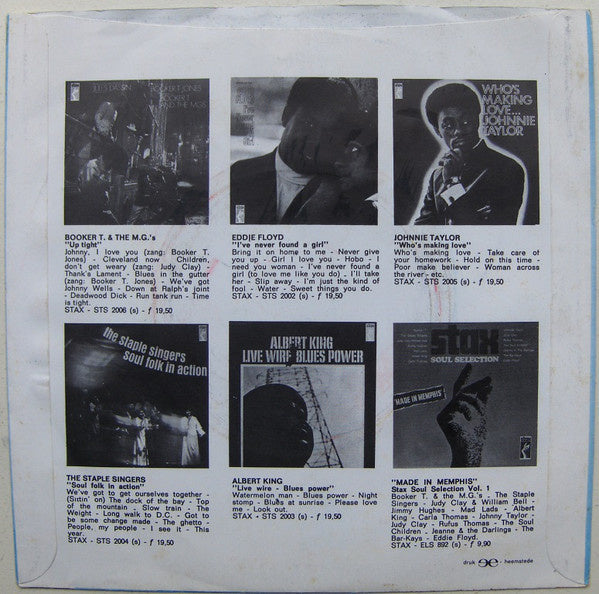 JULES DASSIN
BOOKER T. JONES
BOOKER T.
AND THE MGS
WHO'S
MAKING
LOVE...
JOHNNIE
TAYLOR
BOOKER T. & THE M.G.'s
"Up tight"
Johnny, I love you (zang: Booker T.
Jones) - Cleveland now - Children,
don't get weary (zang: Judy Clay) -
Thank's Lament - Blues in the gutter
(zang: Booker T. Jones) - We've got
Johnny Wells - Down at Ralph's joint
- Deadwood Dick - Run tank run - Time
is tight.
STAX - STS 2006 (s) - ƒ 19,50
EDDIE FLOYD
"I've never found a girl"
Bring it on home to me - Never give
you up - Girl I love you - Hobo - I
need you woman - I've never found a
girl (to love me like you do) . I'll take
her - Slip away - I'm just the kind of
fool - Water - Sweet things you do.
STAX - STS 2002 (s) - ƒ 19,50
JOHNNIE TAYLOR
"Who's making love"
Who's making love - Take care of
your homework - Hold on this time -
Poor make believer - Woman across
the river - etc.
STAX - STS 2005 (s) - ƒ 19,50
the staple singers
soul folk in action
ALBERT KING
LIVE WIRE/BLUES POWER
stax
SOUL SELECTION
'MADE IN MEMPHIS'
THE STAPLE SINGERS
"Soul folk in action"
We've got to get ourselves together -
(Sittin' on) The dock of the bay - Top
of the mountain . Slow train - The
Weight - Long walk to D.C. - Got to
be some change made - The ghetto -
People, my people - I see it - This
year.
STAX - STS 2004 (s) - ƒ 19,50
ALBERT KING
"Live wire - Blues power"
Watermelon man - Blues power - Night
stomp - Blues at sunrise - Please love
me - Look out.
STAX - STS 2003 (s) - ƒ 19,50
"MADE IN MEMPHIS"
Stax Soul Selection Vol. 1
Booker T. & the M.G.'s - The Staple
Singers - Judy Clay & William Bell -
Jimmy Hughes - Mad Lads - Albert
King - Carla Thomas - Johnny Taylor -
Judy Clay - Rufus Thomas - The Soul
Children . Jeanne & the Darlings - The
Bar-Kays - Eddie Floyd.
STAX - ELS 892 (s) - ƒ 9,90
druk ee - heemstede